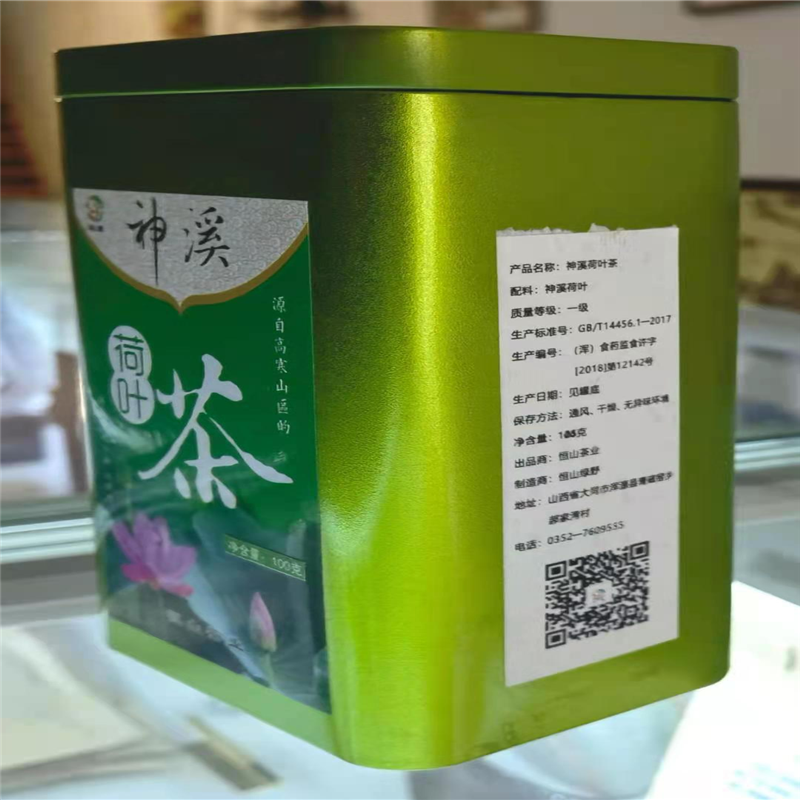 神溪
荷叶
茶
源自高寒山区的
净含量：100克
产品名称：神溪荷叶茶
配料：神溪荷叶
质量等级：一级
生产标准号：GB/T14456.1—2017
生产编号：（浑）食药监食许字
[2018]第12142号
生产日期：见罐底
保存方法：通风、干燥、无异味环境
净含量：105克
出品商：恒山茶业
制造商：恒山绿野
地址：山西省大同市浑源县青磁窑乡
郝家湾村
电话：0352—7609555